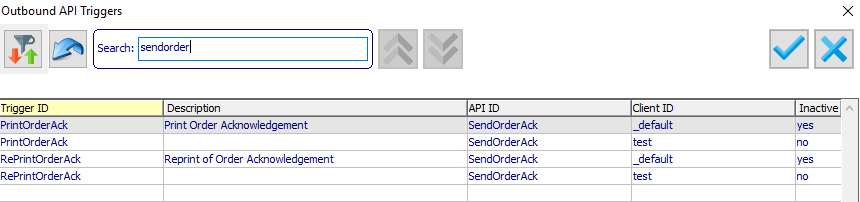 Outbound API Triggers
Search: sendorder
Trigger ID Description API ID Client ID Inactive
PrintOrderAck Print Order Acknowledgement SendOrderAck _default yes
PrintOrderAck SendOrderAck test no
RePrintOrderAck Reprint of Order Acknowledgement SendOrderAck _default yes
RePrintOrderAck SendOrderAck test no